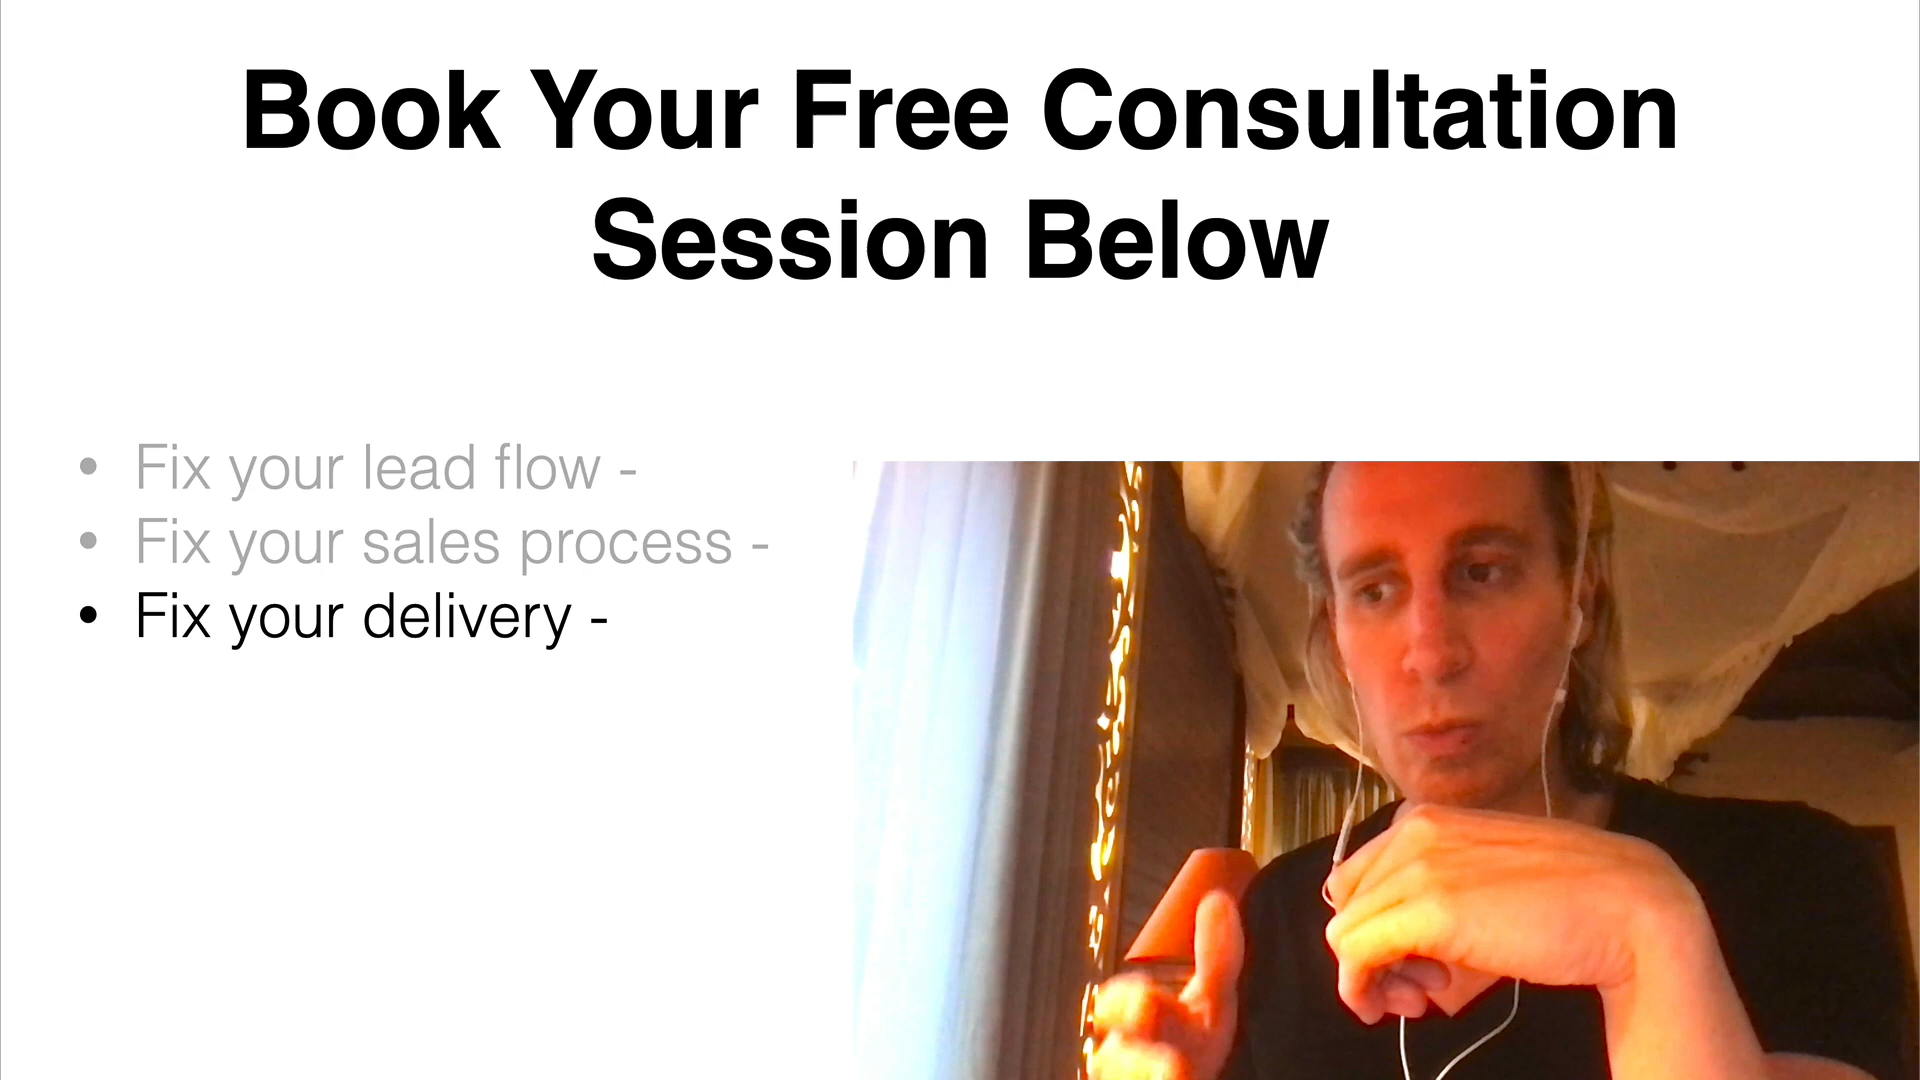 Book Your Free Consultation
Session Below
• Fix your lead flow -
• Fix your sales process -
• Fix your delivery -